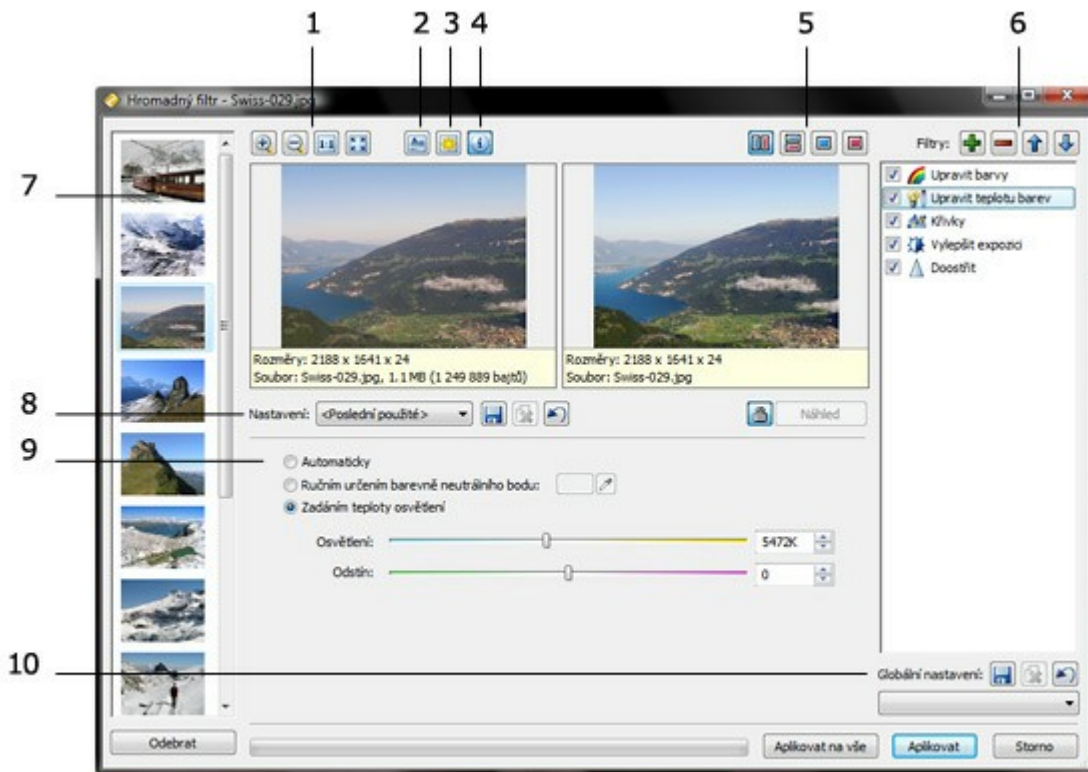 1 2 3 4 5 6
Hromadný filtr - Swiss-029.jpg
1:1
Filtry:
7
Upravit barvy
Upravit teplotu barev
Křivky
Vylepšit expozici
Doostřit
Rozměry: 2188 x 1641 x 24
Soubor: Swiss-029.jpg, 1.1 MB (1 249 889 bajtů)
Rozměry: 2188 x 1641 x 24
Soubor: Swiss-029.jpg
8
Nastavení: <Poslední použité>
Náhled
9
Automaticky
Ručním určením barevně neutrálního bodu:
Zadáním teploty osvětlení
Osvětlení: 5472K
Odstín: 0
10
Globální nastavení:
Odebrat
Aplikovat na vše
Aplikovat
Storno